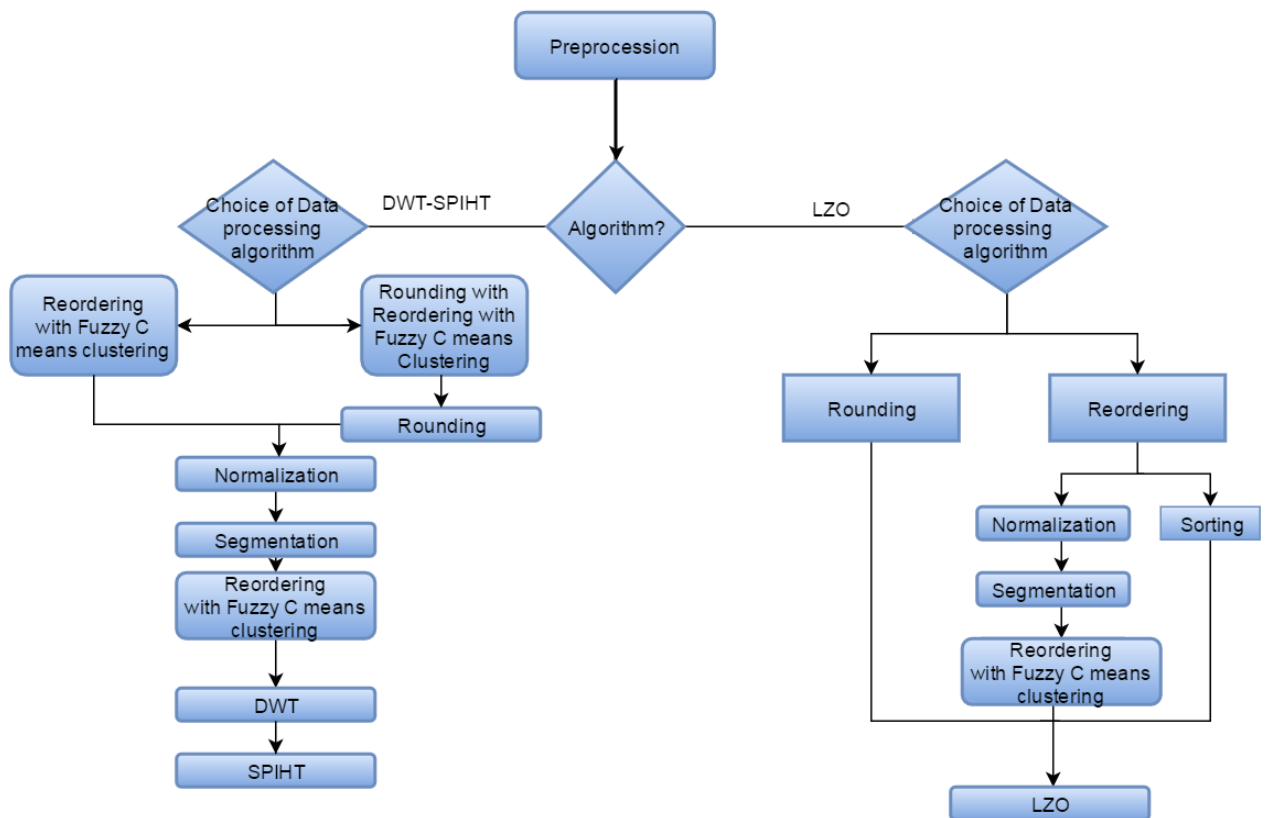 Preprocession
Choice of Data
processing
algorithm
DWT-SPIHT
Algorithm?
LZO
Choice of Data
processing
algorithm
Reordering
with Fuzzy C
means clustering
Rounding with
Reordering with
Fuzzy C means
Clustering
Rounding
Normalization
Segmentation
Reordering
with Fuzzy C means
clustering
DWT
SPIHT
Rounding
Reordering
Normalization
Sorting
Segmentation
Reordering
with Fuzzy C means
clustering
LZO